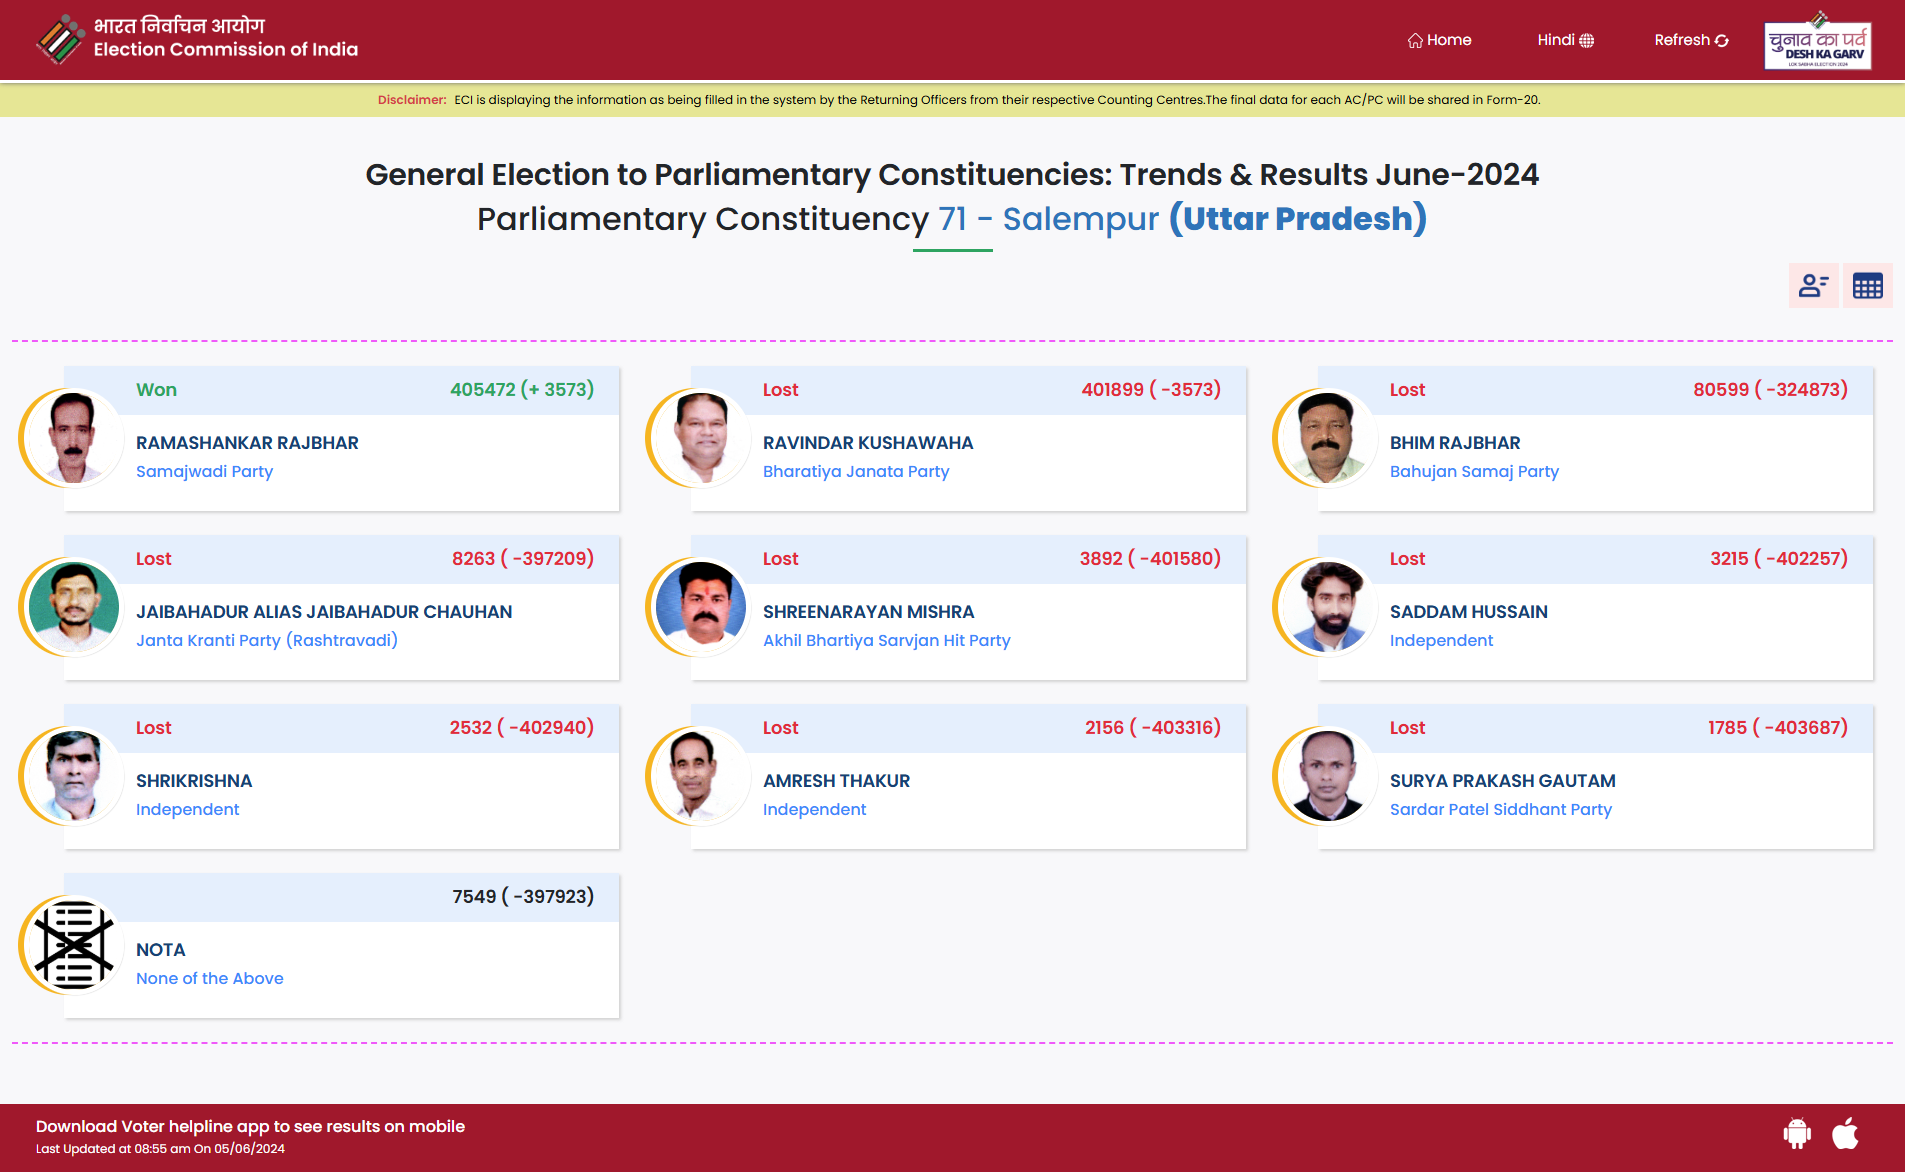 भारत निर्वाचन आयोग
Election Commission of India
Home
Hindi
Refresh
चुनाव का पर्व
DESH KA GARV
LOK SABHA ELECTION 2024
Disclaimer: ECI is displaying the information as being filled in the system by the Returning Officers from their respective Counting Centres.The final data for each AC/PC will be shared in Form-20.
General Election to Parliamentary Constituencies: Trends & Results June-2024
Parliamentary Constituency 71 - Salempur (Uttar Pradesh)
Won 405472 (+ 3573)
RAMASHANKAR RAJBHAR
Samajwadi Party
Lost 401899 ( -3573)
RAVINDAR KUSHAWAHA
Bharatiya Janata Party
Lost 80599 ( -324873)
BHIM RAJBHAR
Bahujan Samaj Party
Lost 8263 ( -397209)
JAIBAHADUR ALIAS JAIBAHADUR CHAUHAN
Janta Kranti Party (Rashtravadi)
Lost 3892 ( -401580)
SHREENARAYAN MISHRA
Akhil Bhartiya Sarvjan Hit Party
Lost 3215 ( -402257)
SADDAM HUSSAIN
Independent
Lost 2532 ( -402940)
SHRIKRISHNA
Independent
Lost 2156 ( -403316)
AMRESH THAKUR
Independent
Lost 1785 ( -403687)
SURYA PRAKASH GAUTAM
Sardar Patel Siddhant Party
7549 ( -397923)
NOTA
None of the Above
Download Voter helpline app to see results on mobile
Last Updated at 08:55 am On 05/06/2024